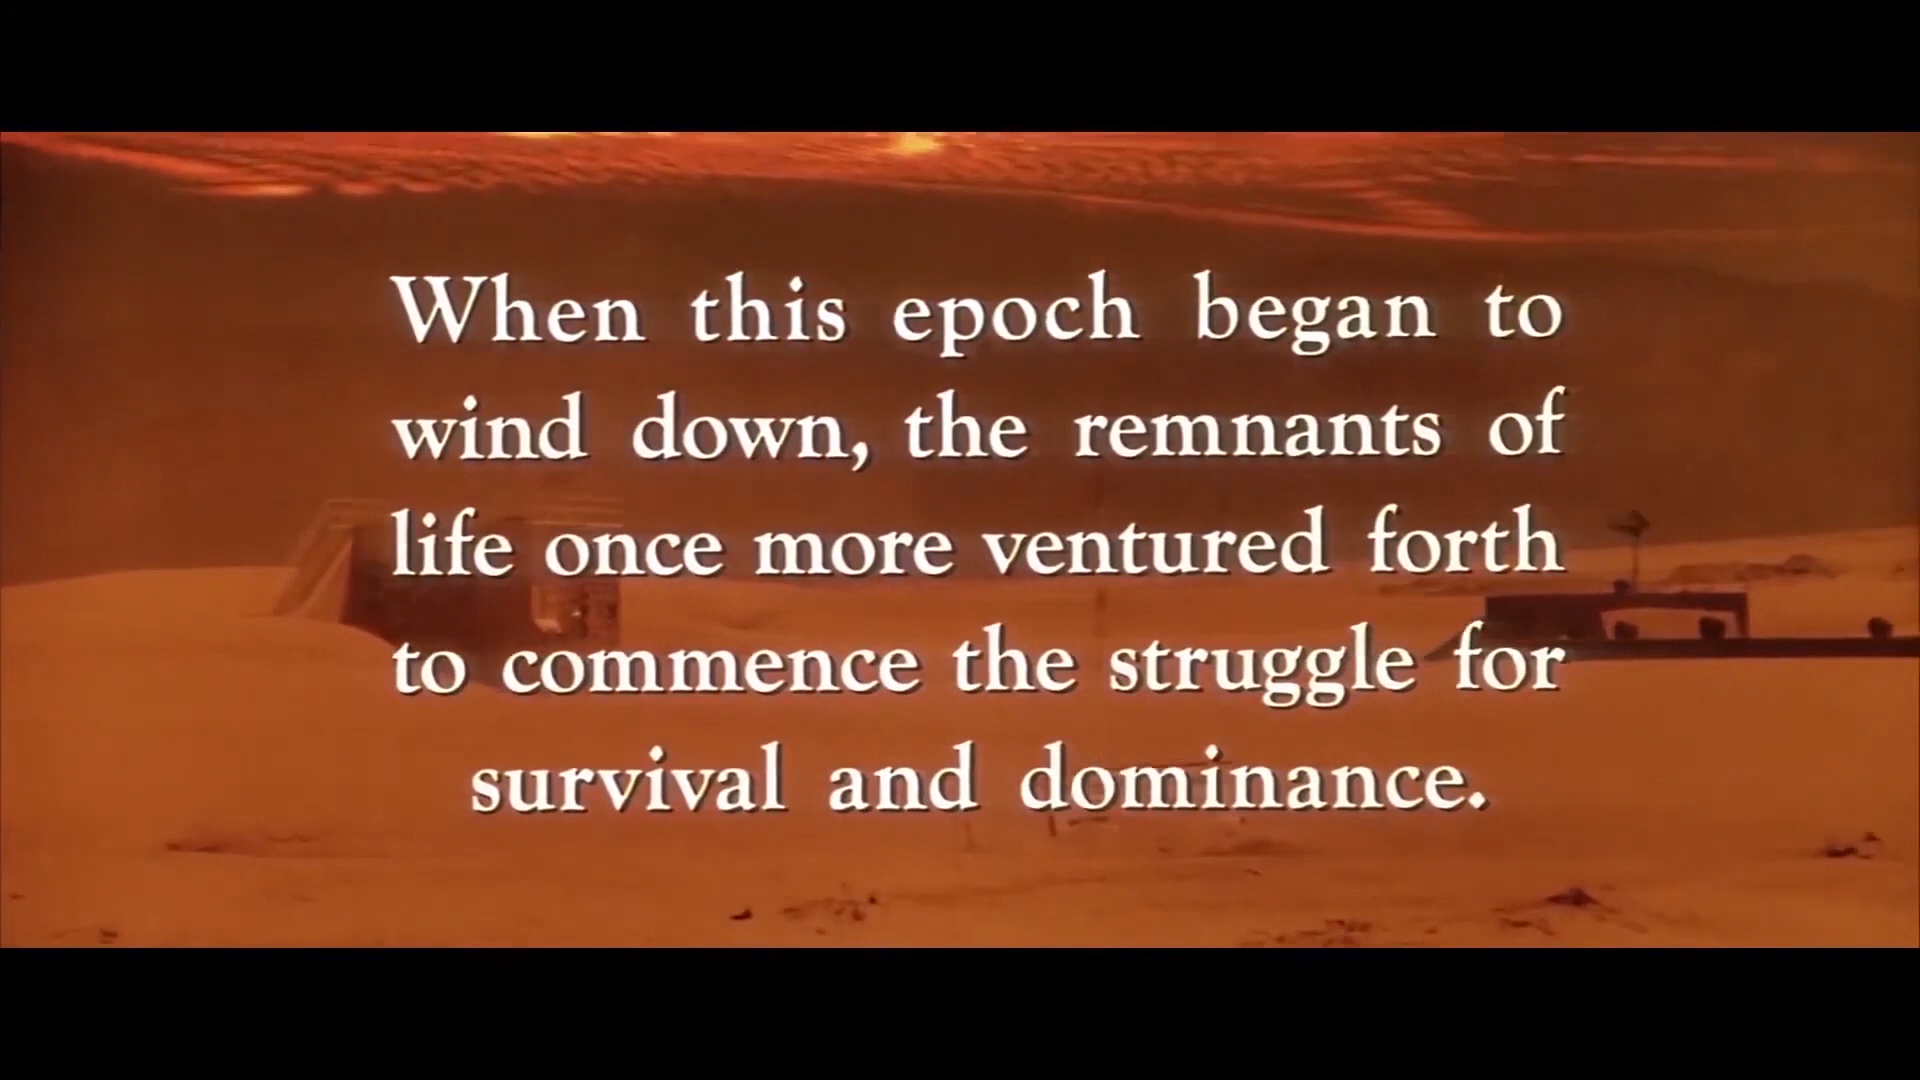 When this epoch began to
wind down, the remnants of
life once more ventured forth
to commence the struggle for
survival and dominance.